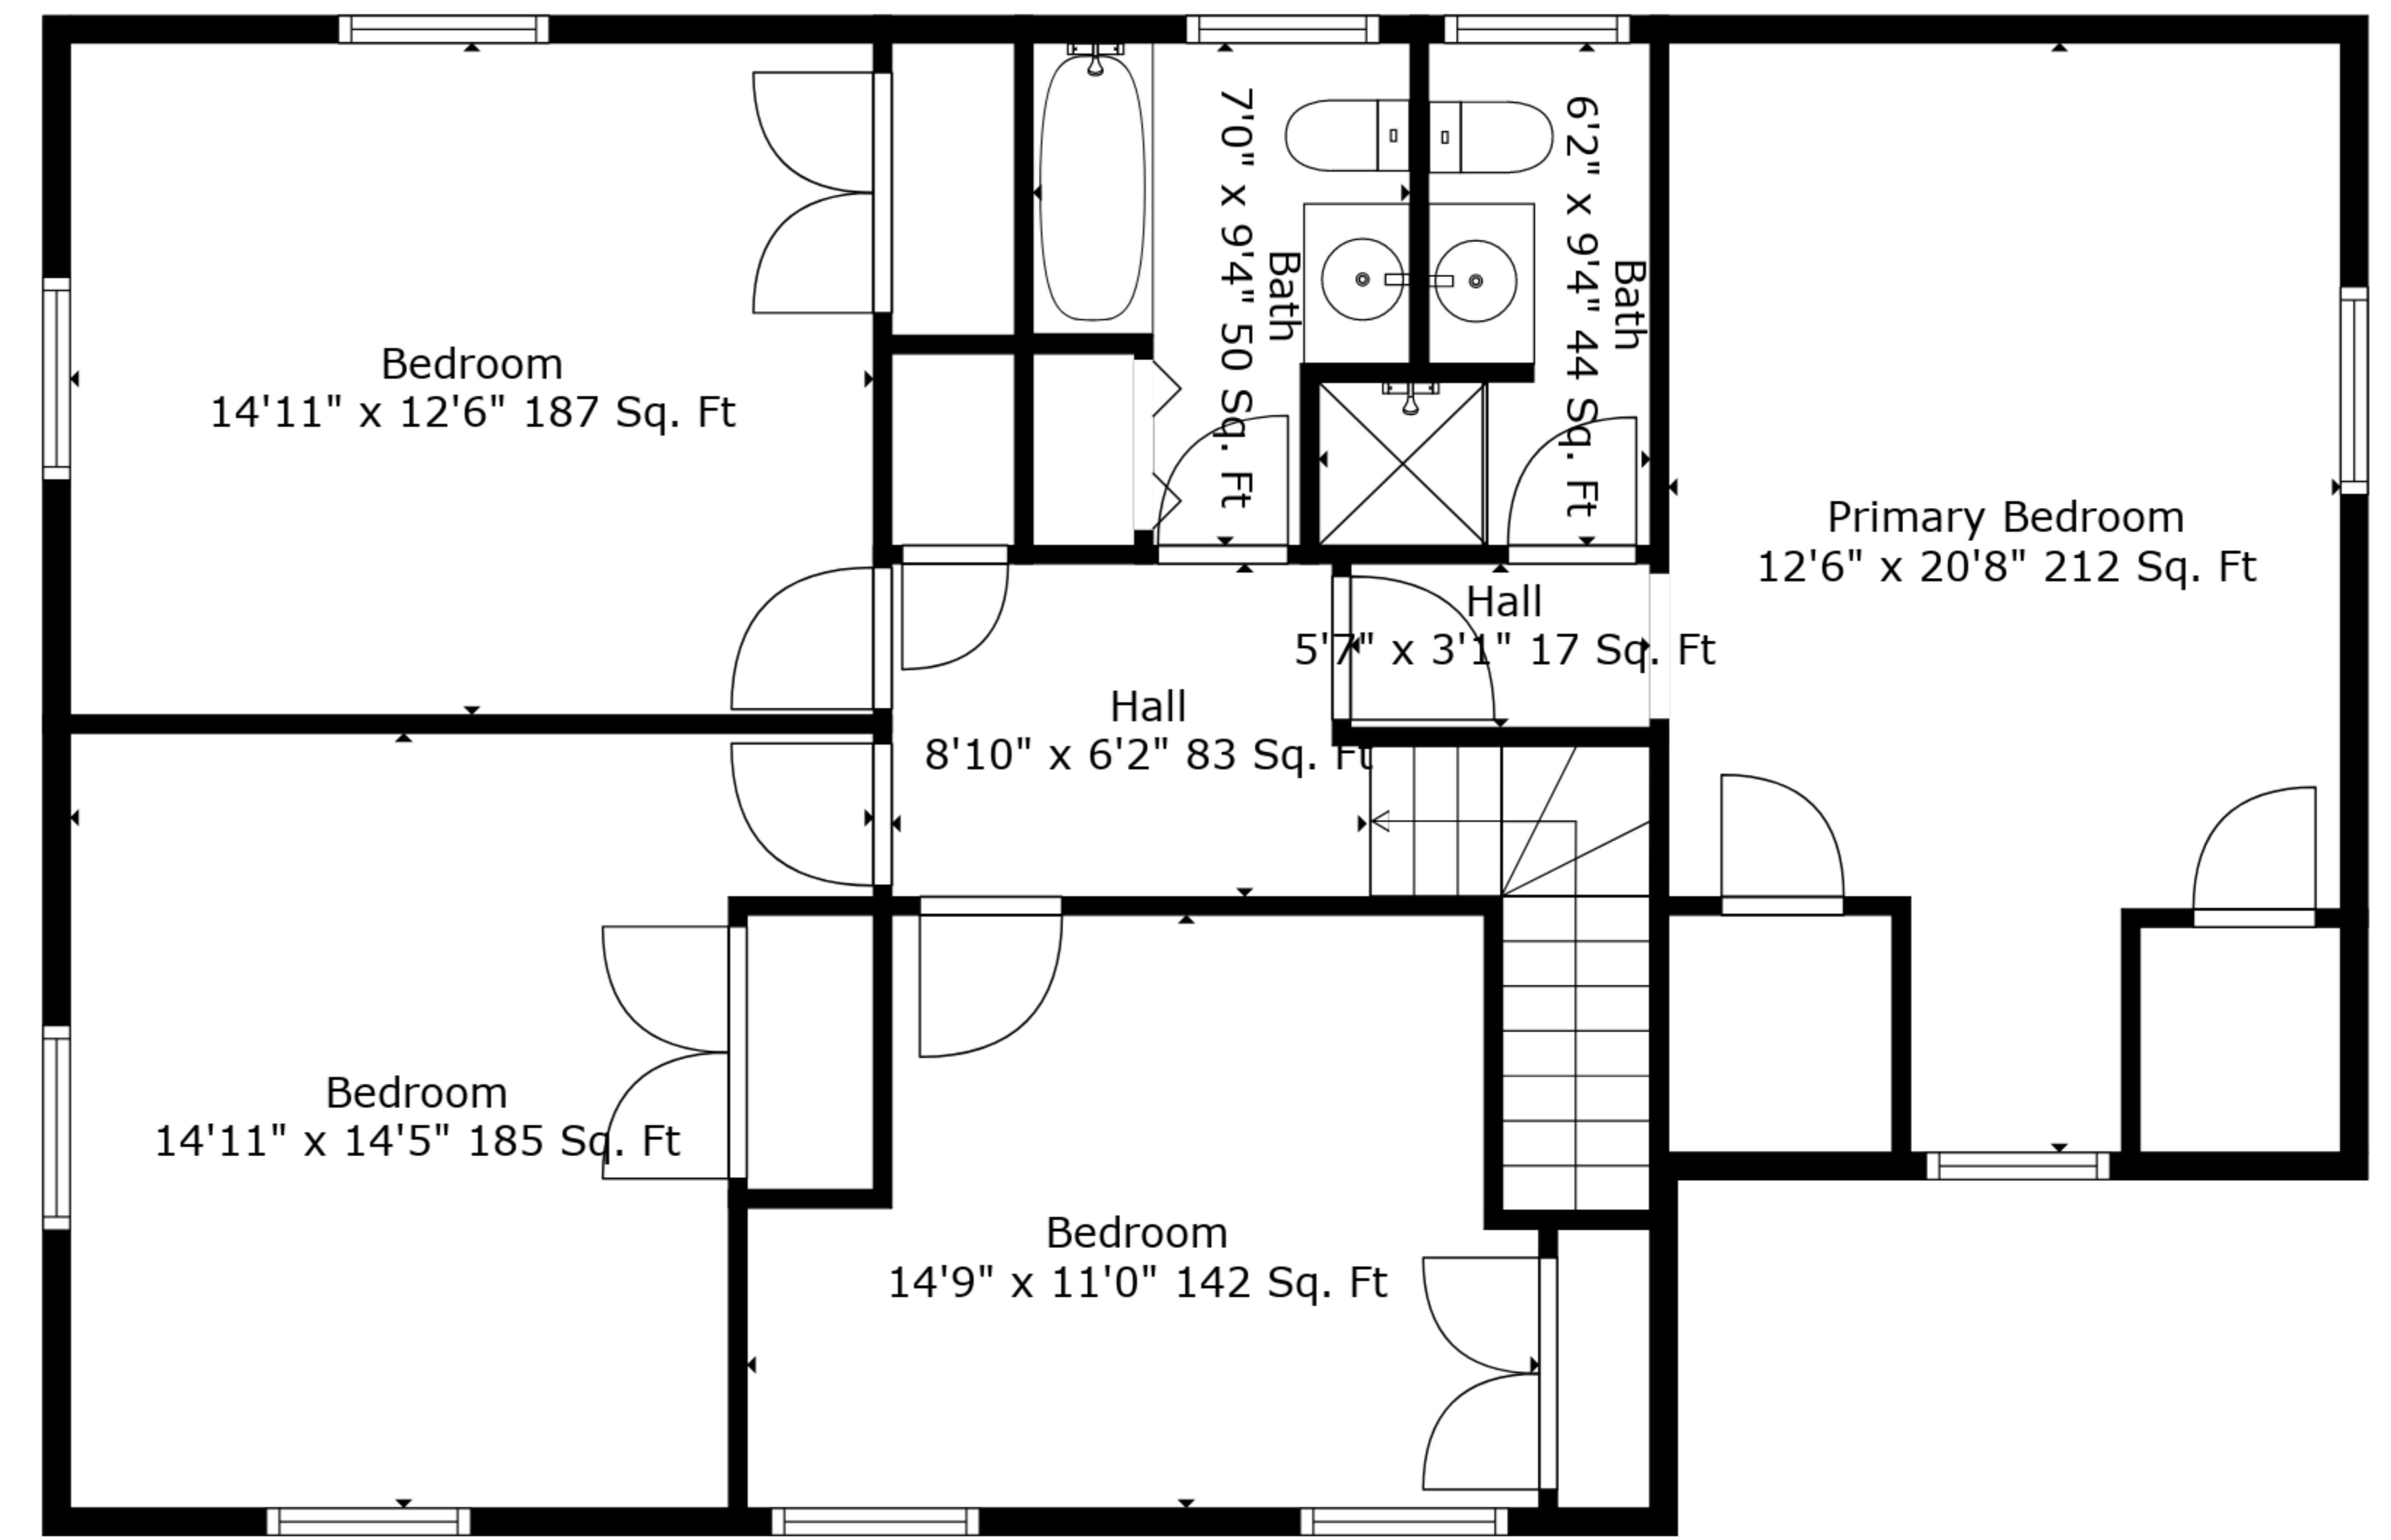 Bath
7'0" x 9'4" 50 Sq. Ft
Bath
6'2" x 9'4" 44 Sq. Ft
Bedroom
14'11" x 12'6" 187 Sq. Ft
Primary Bedroom
12'6" x 20'8" 212 Sq. Ft
Hall
5'7" x 3'1" 17 Sq. Ft
Hall
8'10" x 6'2" 83 Sq. Ft
Bedroom
14'11" x 14'5" 185 Sq. Ft
Bedroom
14'9" x 11'0" 142 Sq. Ft